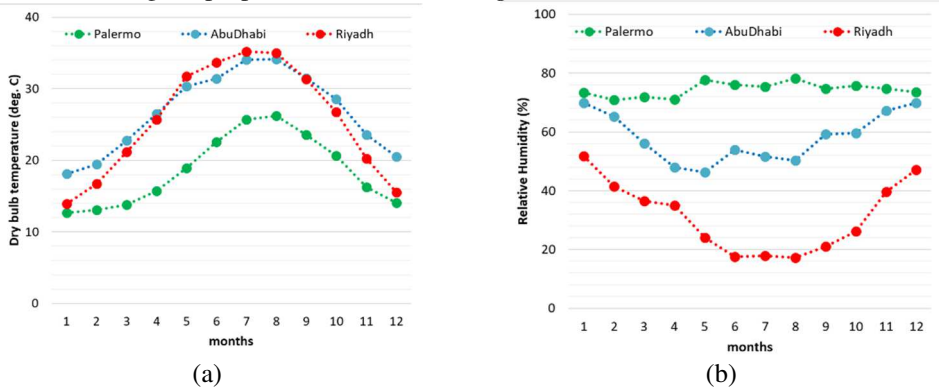 Palermo AbuDhabi Riyadh
Dry bulb temperature (deg. C)
40
30
20
10
0
1 2 3 4 5 6 7 8 9 10 11 12
months
(a)
Palermo AbuDhabi Riyadh
Relative Humidity (%)
100
80
60
40
20
0
1 2 3 4 5 6 7 8 9 10 11 12
months
(b)